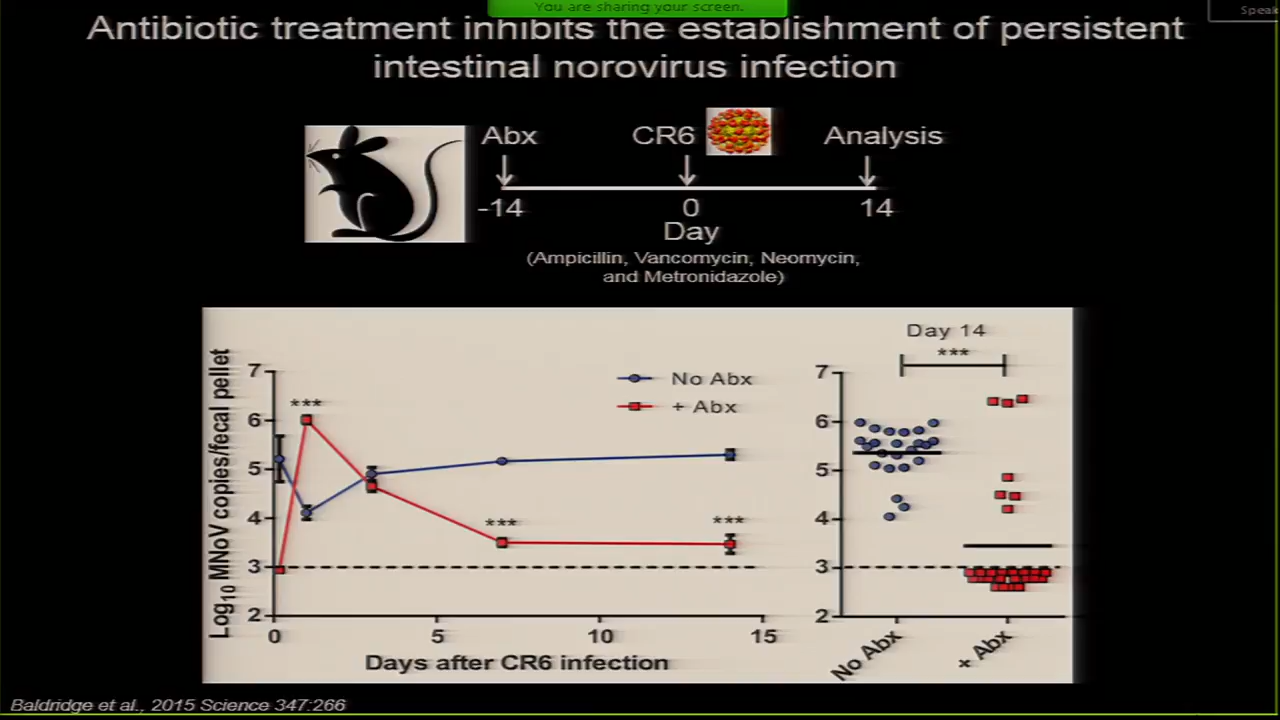 You are sharing your screen.
Speak
Antibiotic treatment inhibits the establishment of persistent
intestinal norovirus infection
Abx
CR6
Analysis
-14
0
14
Day
(Ampicillin, Vancomycin, Neomycin,
and Metronidazole)
Log10 MNoV copies/fecal pellet
7
6
5
4
3
2
0
5
10
15
Days after CR6 infection
***
***
***
No Abx
+ Abx
Day 14
***
7
6
5
4
3
2
No Abx
+ Abx
Baldridge et al., 2015 Science 347:266